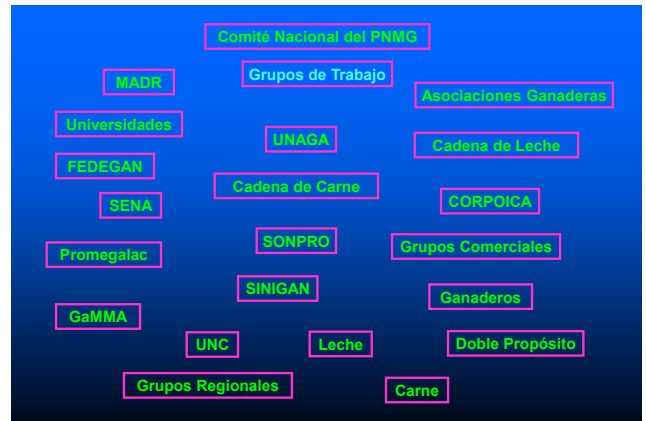 Comité Nacional del PNMG
Grupos de Trabajo
MADR
Asociaciones Ganaderas
Universidades
UNAGA
Cadena de Leche
FEDEGAN
Cadena de Carne
SENA
CORPOICA
SONPRO
Grupos Comerciales
Promegalac
SINIGAN
Ganaderos
GaMMA
UNC
Leche
Doble Propósito
Grupos Regionales
Carne